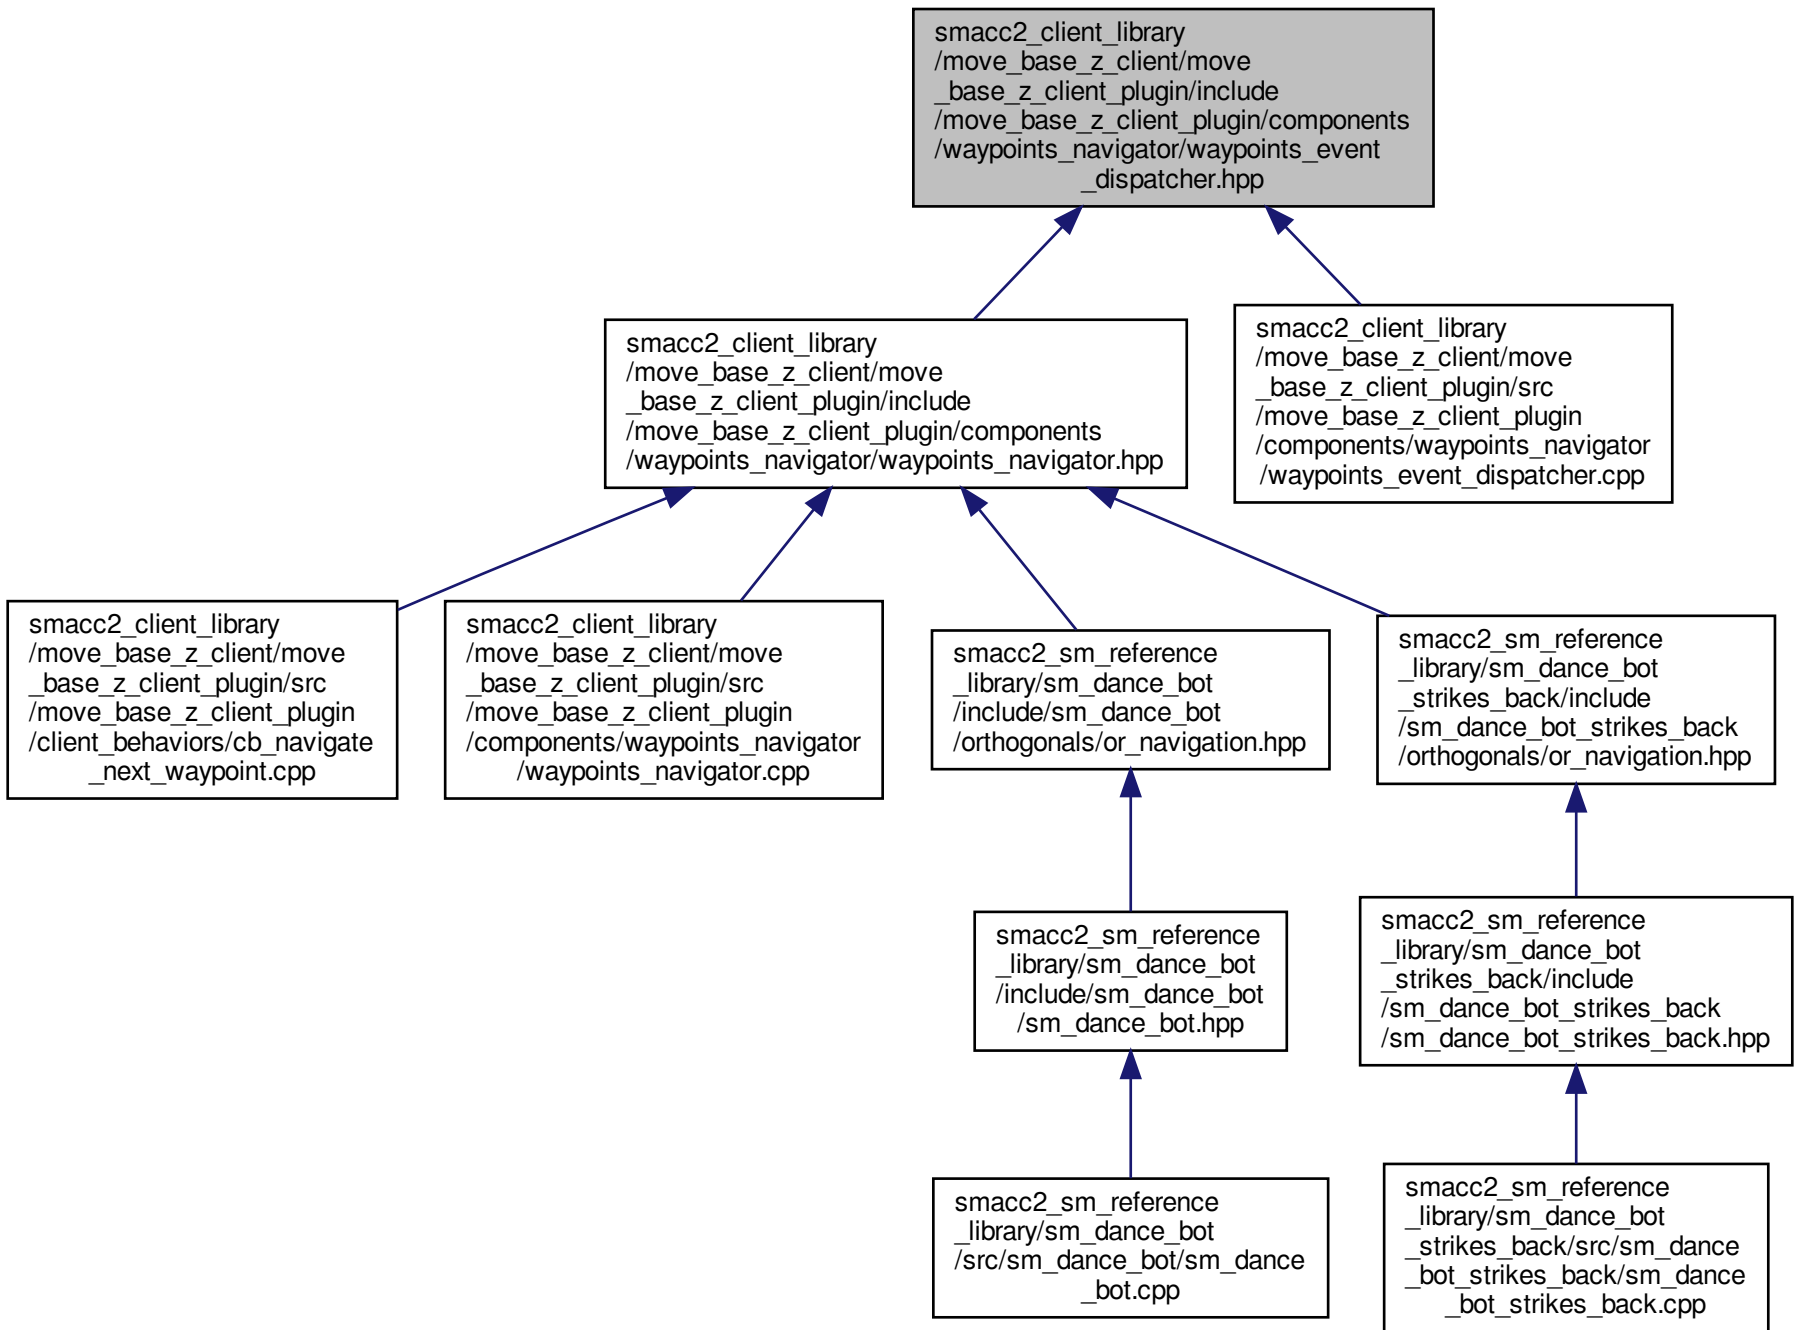 smacc2_client_library
/move_base_z_client/move
_base_z_client_plugin/include
/move_base_z_client_plugin/components
/waypoints_navigator/waypoints_event
_dispatcher.hpp
smacc2_client_library
/move_base_z_client/move
_base_z_client_plugin/include
/move_base_z_client_plugin/components
/waypoints_navigator/waypoints_navigator.hpp
smacc2_client_library
/move_base_z_client/move
_base_z_client_plugin/src
/move_base_z_client_plugin
/components/waypoints_navigator
/waypoints_event_dispatcher.cpp
smacc2_client_library
/move_base_z_client/move
_base_z_client_plugin/src
/move_base_z_client_plugin
/client_behaviors/cb_navigate
_next_waypoint.cpp
smacc2_client_library
/move_base_z_client/move
_base_z_client_plugin/src
/move_base_z_client_plugin
/components/waypoints_navigator
/waypoints_navigator.cpp
smacc2_sm_reference
_library/sm_dance_bot
/include/sm_dance_bot
/orthogonals/or_navigation.hpp
smacc2_sm_reference
_library/sm_dance_bot
_strikes_back/include
/sm_dance_bot_strikes_back
/orthogonals/or_navigation.hpp
smacc2_sm_reference
_library/sm_dance_bot
/include/sm_dance_bot
/sm_dance_bot.hpp
smacc2_sm_reference
_library/sm_dance_bot
_strikes_back/include
/sm_dance_bot_strikes_back
/sm_dance_bot_strikes_back.hpp
smacc2_sm_reference
_library/sm_dance_bot
/src/sm_dance_bot/sm_dance
_bot.cpp
smacc2_sm_reference
_library/sm_dance_bot
_strikes_back/src/sm_dance
_bot_strikes_back/sm_dance
_bot_strikes_back.cpp